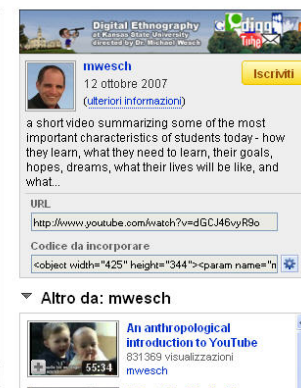 Digital Ethnography
at Kansas State University
directed by Dr. Michael Wesch
digg
You Tube
mwesch
12 ottobre 2007
(ulteriori informazioni)
Iscriviti
a short video summarizing some of the most
important characteristics of students today - how
they learn, what they need to learn, their goals,
hopes, dreams, what their lives will be like, and
what...
URL
http://www.youtube.com/watch?v=dGCJ46vyR9o
Codice da incorporare
<object width="425" height="344"><param name="n
Altro da: mwesch
An anthropological
introduction to YouTube
831369 visualizzazioni
mwesch
55:34